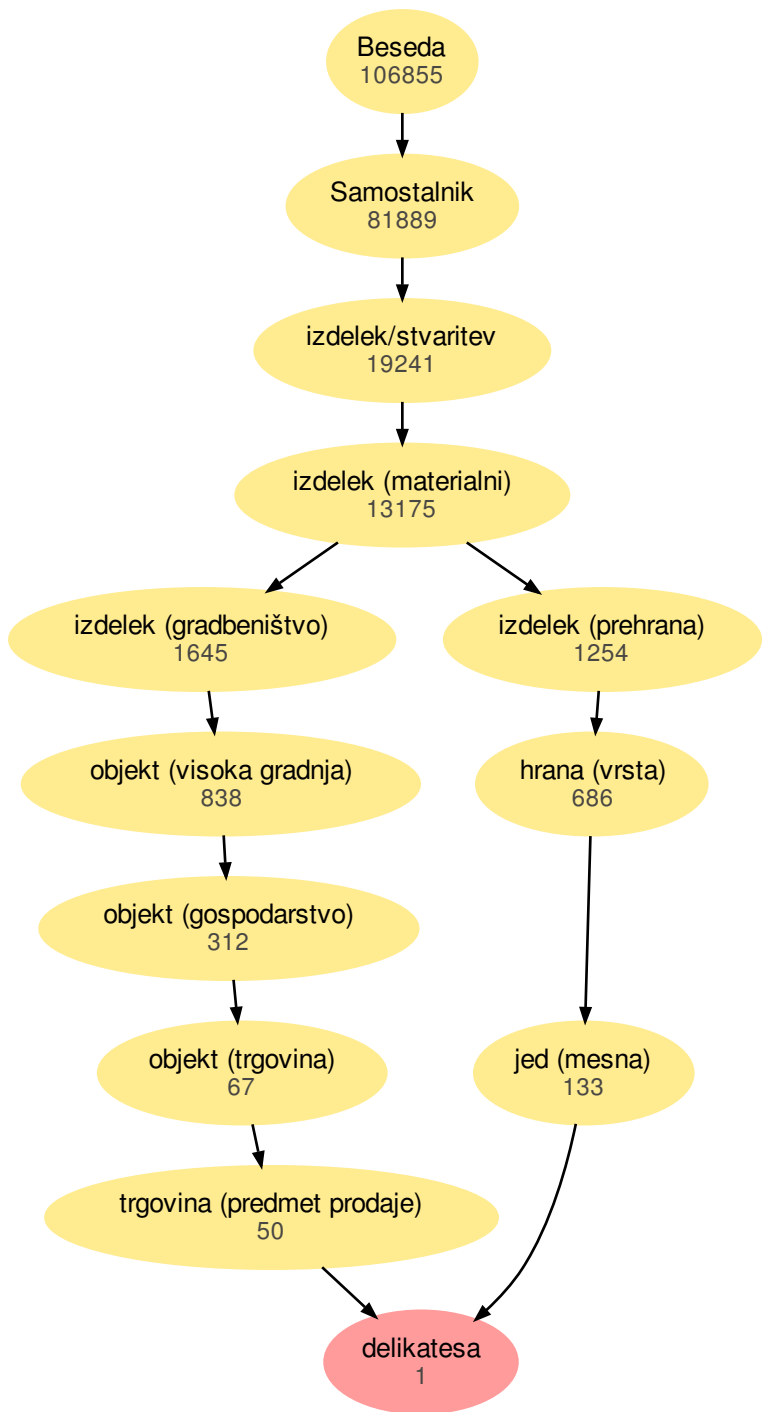 Beseda
106855
Samostalnik
81889
izdelek/stvaritev
19241
izdelek (materialni)
13175
izdelek (gradbeništvo)
1645
izdelek (prehrana)
1254
objekt (visoka gradnja)
838
hrana (vrsta)
686
objekt (gospodarstvo)
312
objekt (trgovina)
67
jed (mesna)
133
trgovina (predmet prodaje)
50
delikatesa
1